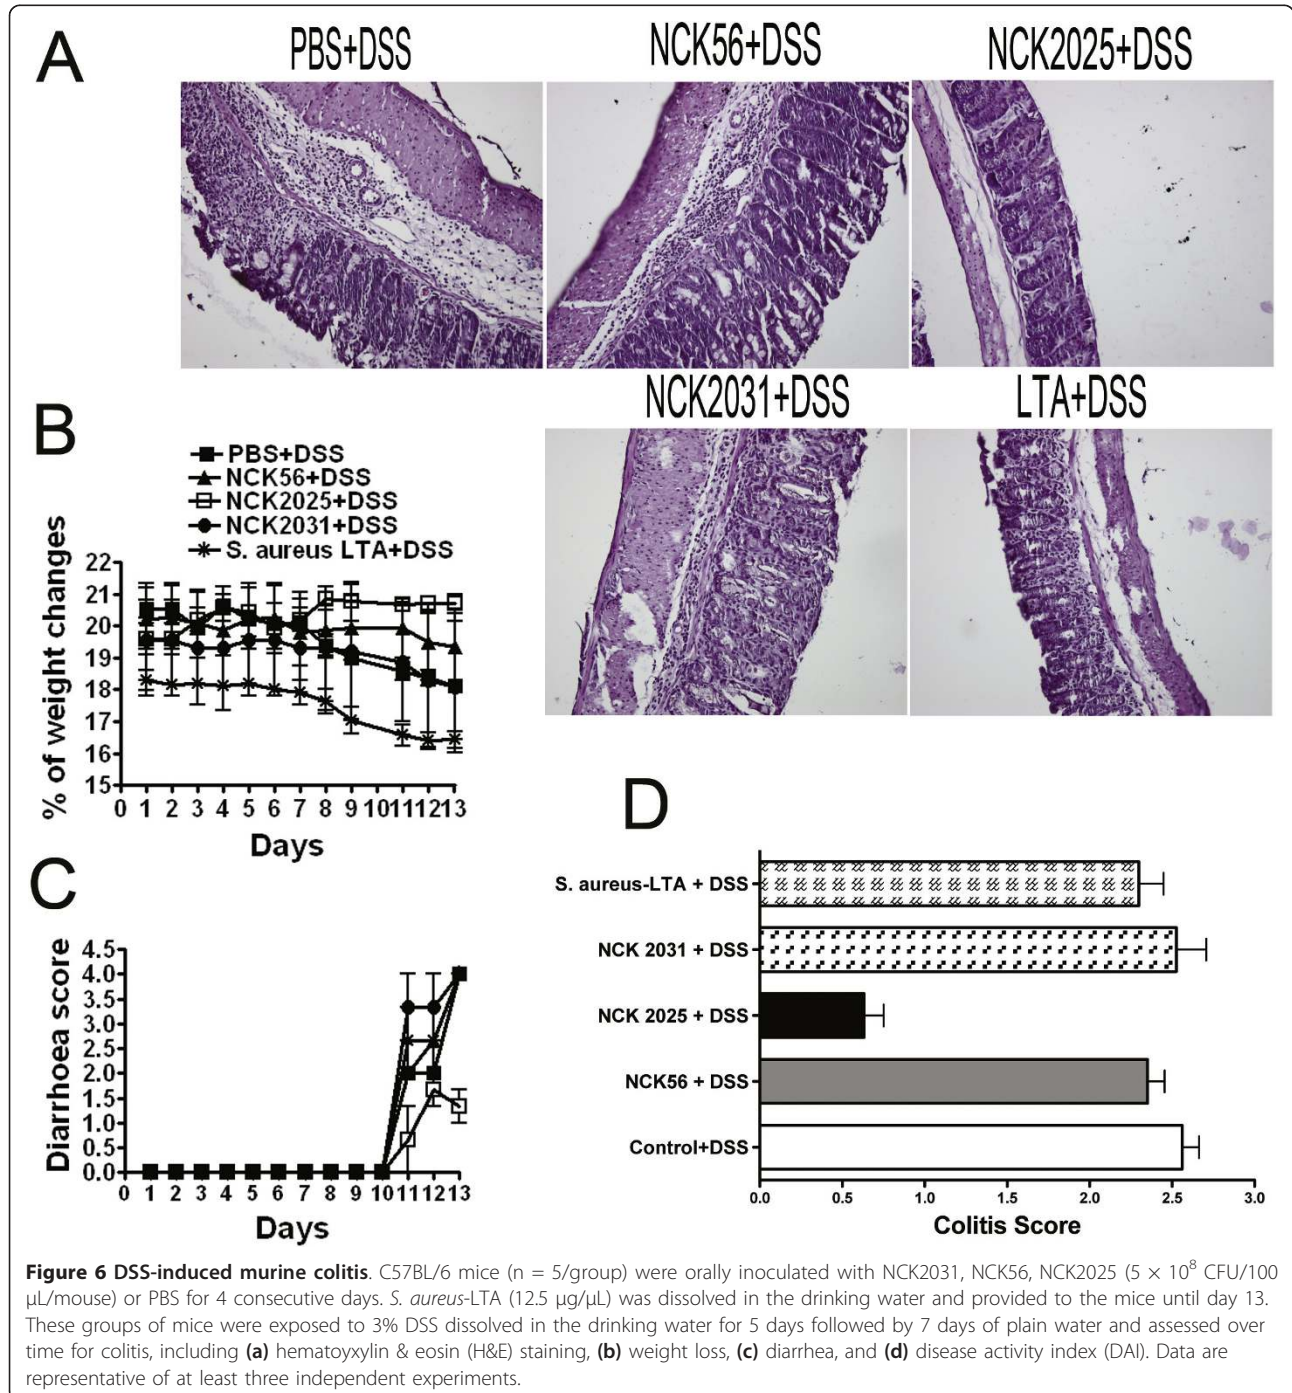 A
PBS+DSS
NCK56+DSS
NCK2025+DSS
NCK2031+DSS
LTA+DSS
B
PBS+DSS
NCK56+DSS
NCK2025+DSS
NCK2031+DSS
S. aureus LTA+DSS
% of weight changes
22
21
20
19
18
17
16
15
0 1 2 3 4 5 6 7 8 9 10 11 12 13
Days
C
Diarrhoea score
4.5
4.0
3.5
3.0
2.5
2.0
1.5
1.0
0.5
0.0
0 1 2 3 4 5 6 7 8 9 10 11 12 13
Days
D
S. aureus-LTA + DSS
NCK 2031 + DSS
NCK 2025 + DSS
NCK56 + DSS
Control+DSS
0.0 0.5 1.0 1.5 2.0 2.5 3.0
Colitis Score
Figure 6 DSS-induced murine colitis. C57BL/6 mice (n = 5/group) were orally inoculated with NCK2031, NCK56, NCK2025 (5 × 10⁸ CFU/100
μL/mouse) or PBS for 4 consecutive days. S. aureus-LTA (12.5 μg/μL) was dissolved in the drinking water and provided to the mice until day 13.
These groups of mice were exposed to 3% DSS dissolved in the drinking water for 5 days followed by 7 days of plain water and assessed over
time for colitis, including (a) hematoyxylin & eosin (H&E) staining, (b) weight loss, (c) diarrhea, and (d) disease activity index (DAI). Data are
representative of at least three independent experiments.